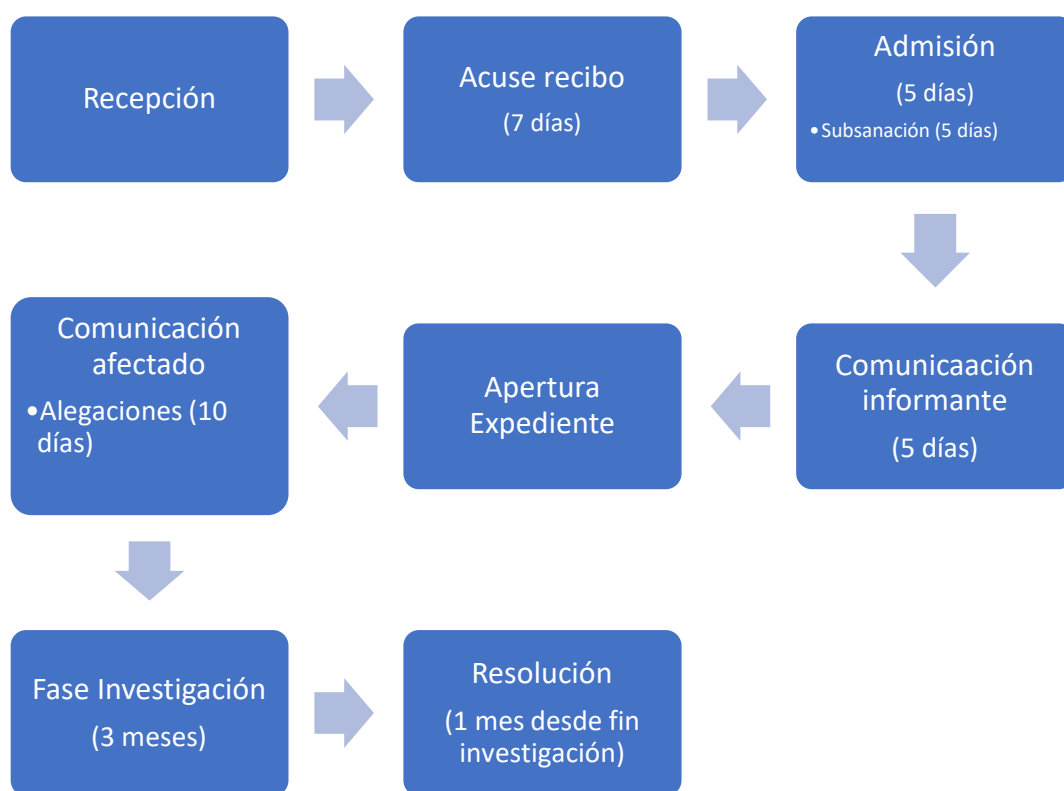 Recepción
Acuse recibo
(7 días)
Admisión
(5 días)
•Subsanación (5 días)
Comunicaación
informante
(5 días)
Apertura
Expediente
Comunicación
afectado
•Alegaciones (10
días)
Fase Investigación
(3 meses)
Resolución
(1 mes desde fin
investigación)